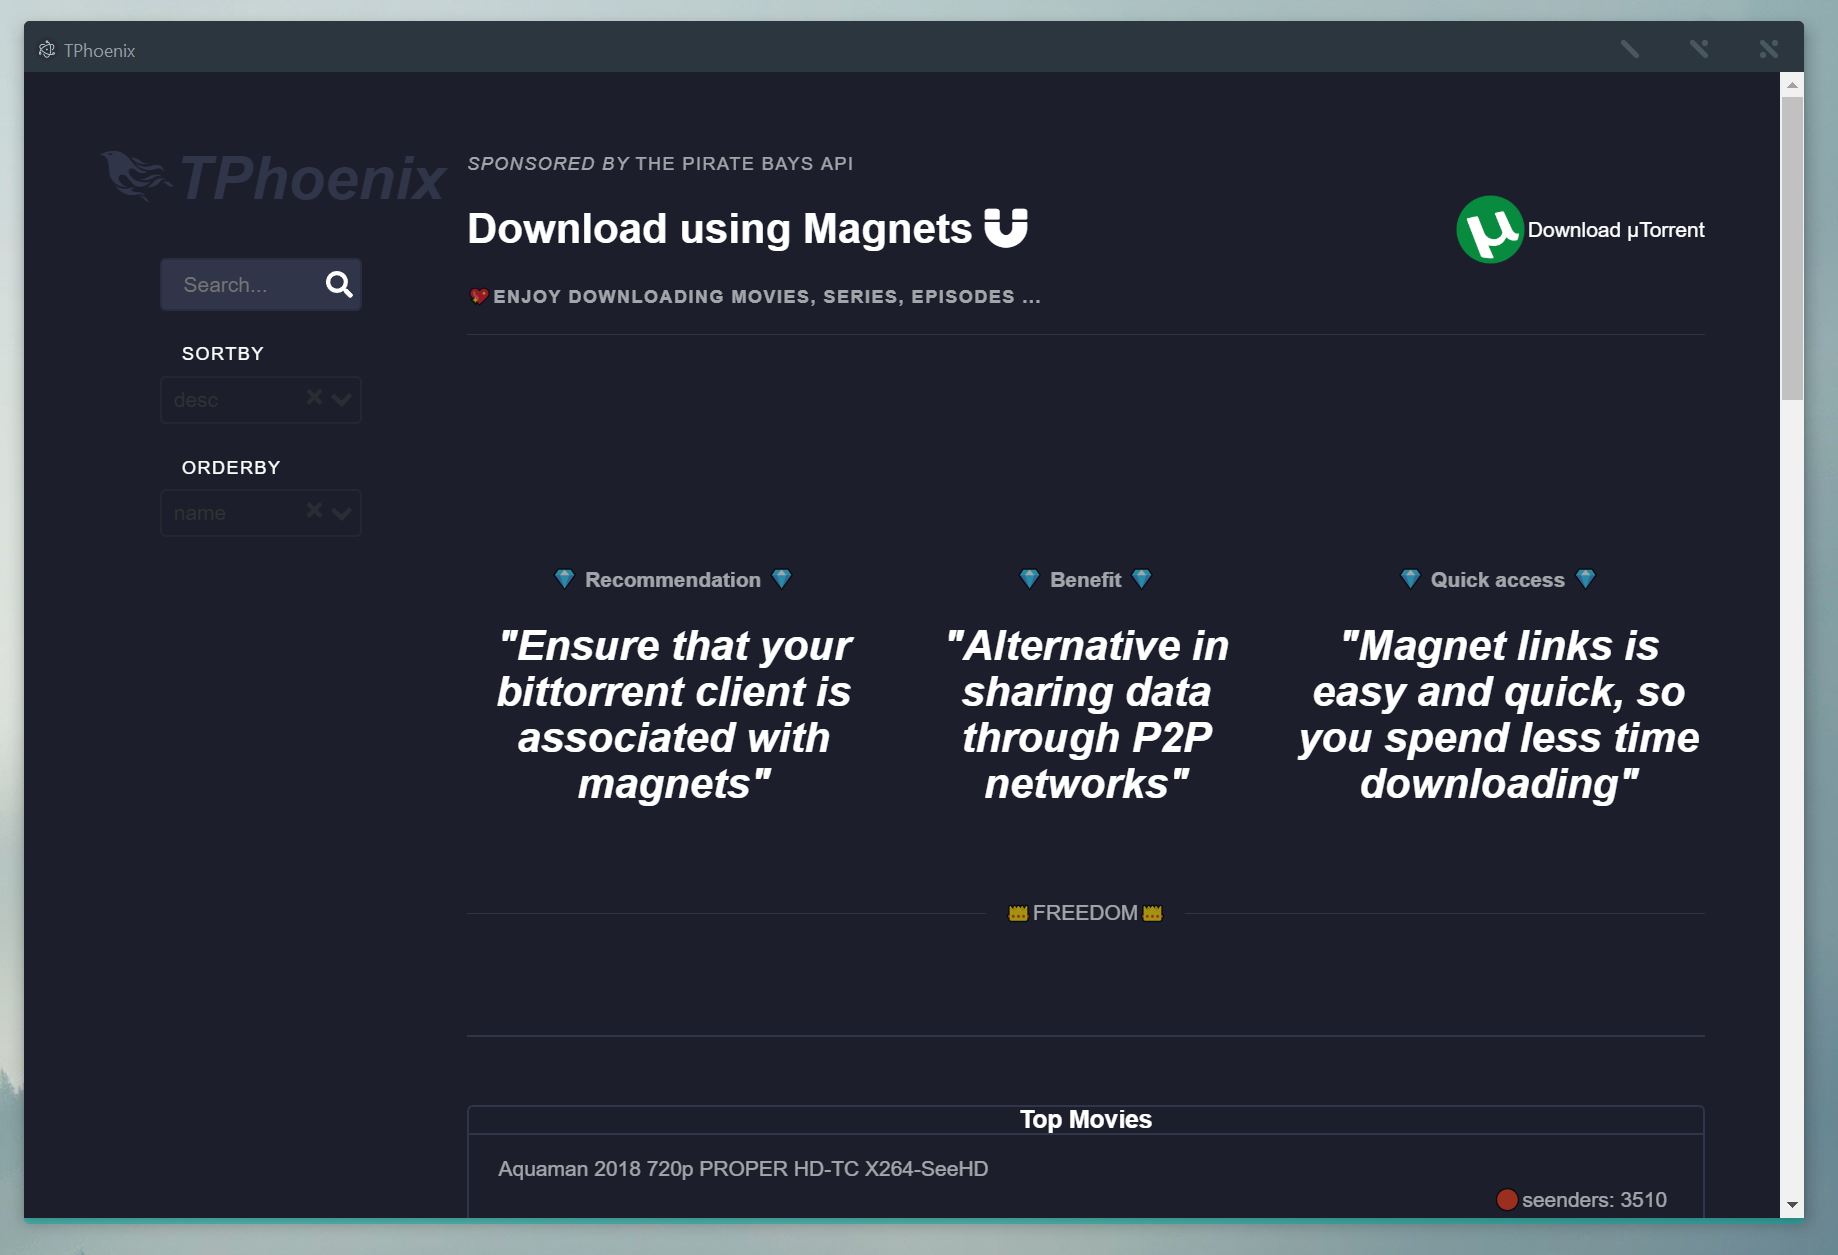 TPhoenix
TPhoenix
Search...
SORTBY
desc
ORDERBY
name
SPONSORED BY THE PIRATE BAYS API
Download using Magnets
Download µTorrent
ENJOY DOWNLOADING MOVIES, SERIES, EPISODES ...
Recommendation
"Ensure that your
bittorrent client is
associated with
magnets"
Benefit
"Alternative in
sharing data
through P2P
networks"
Quick access
"Magnet links is
easy and quick, so
you spend less time
downloading"
FREEDOM
Top Movies
Aquaman 2018 720p PROPER HD-TC X264-SeeHD
seenders: 3510